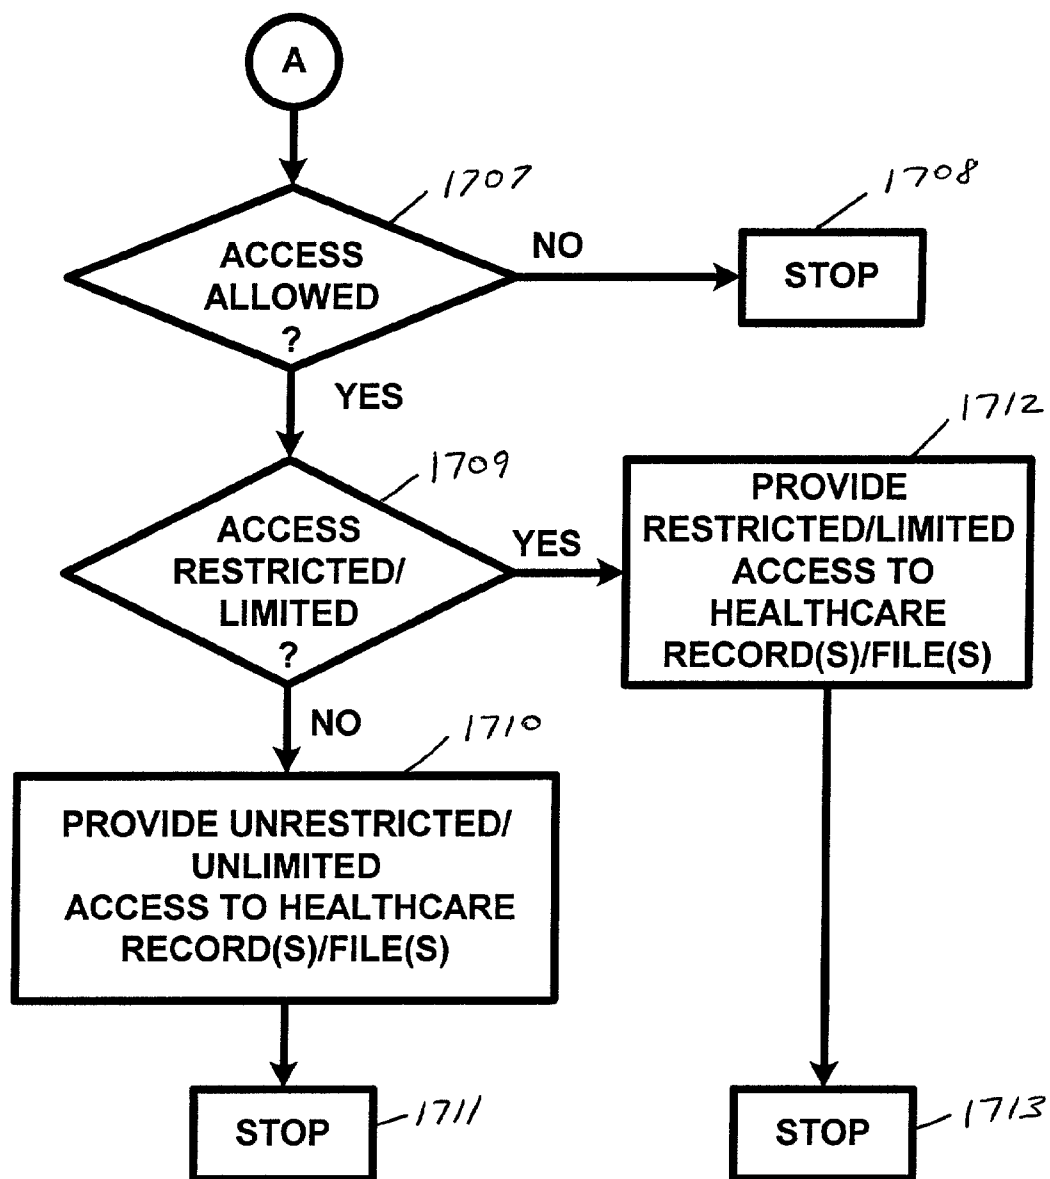 A
1707
ACCESS
ALLOWED
?
NO
1708
STOP
YES
1709
ACCESS
RESTRICTED/
LIMITED
?
YES
1712
PROVIDE
RESTRICTED/LIMITED
ACCESS TO
HEALTHCARE
RECORD(S)/FILE(S)
NO
1710
PROVIDE UNRESTRICTED/
UNLIMITED
ACCESS TO HEALTHCARE
RECORD(S)/FILE(S)
STOP
1711
STOP
1713